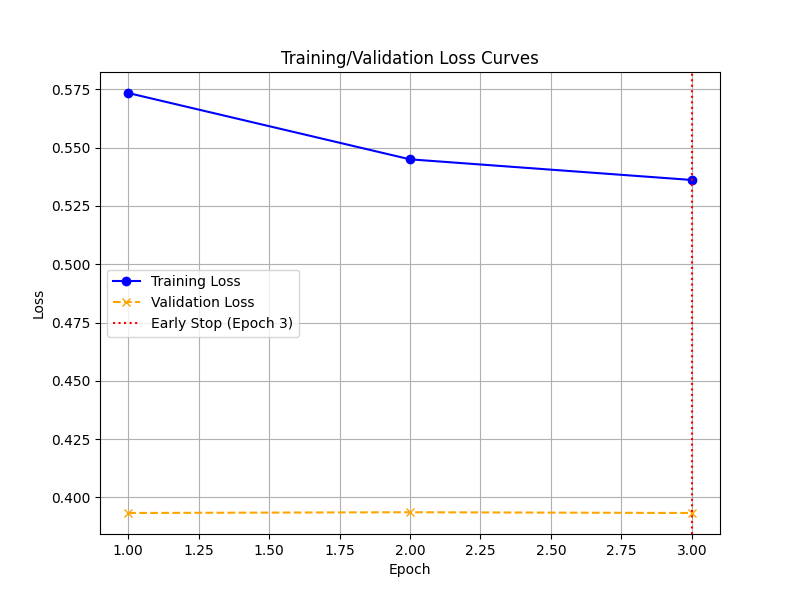 Training/Validation Loss Curves
0.575
0.550
0.525
0.500
0.475
0.450
0.425
0.400
Loss
Training Loss
Validation Loss
Early Stop (Epoch 3)
1.00 1.25 1.50 1.75 2.00 2.25 2.50 2.75 3.00
Epoch